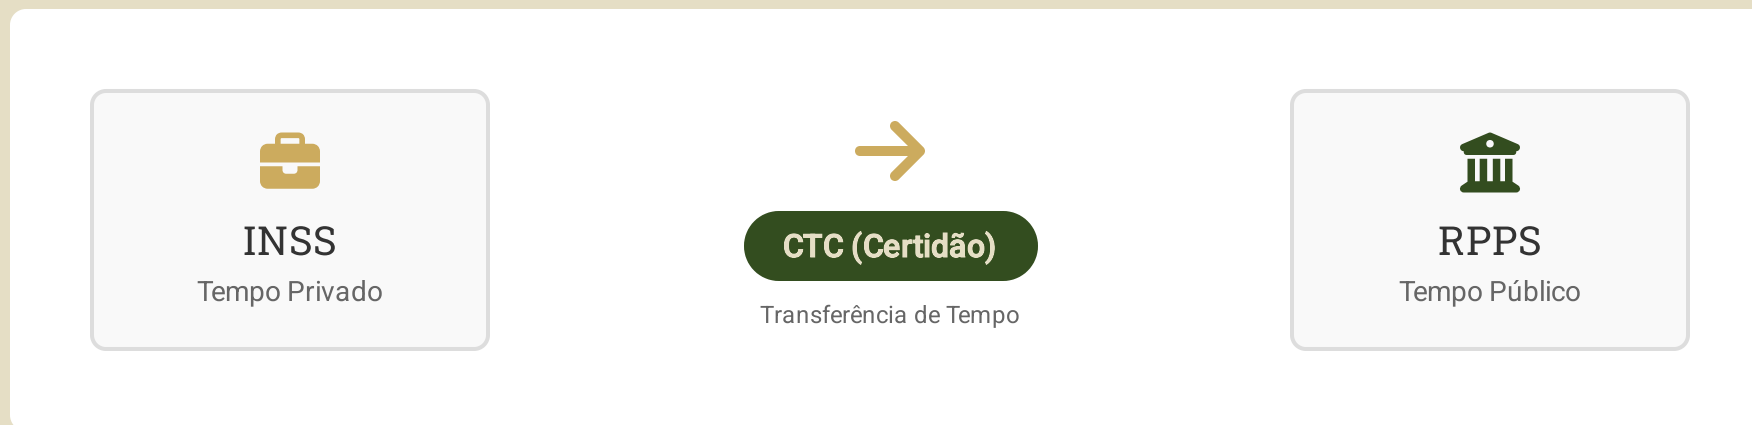 INSS
Tempo Privado
CTC (Certidão)
Transferência de Tempo
RPPS
Tempo Público